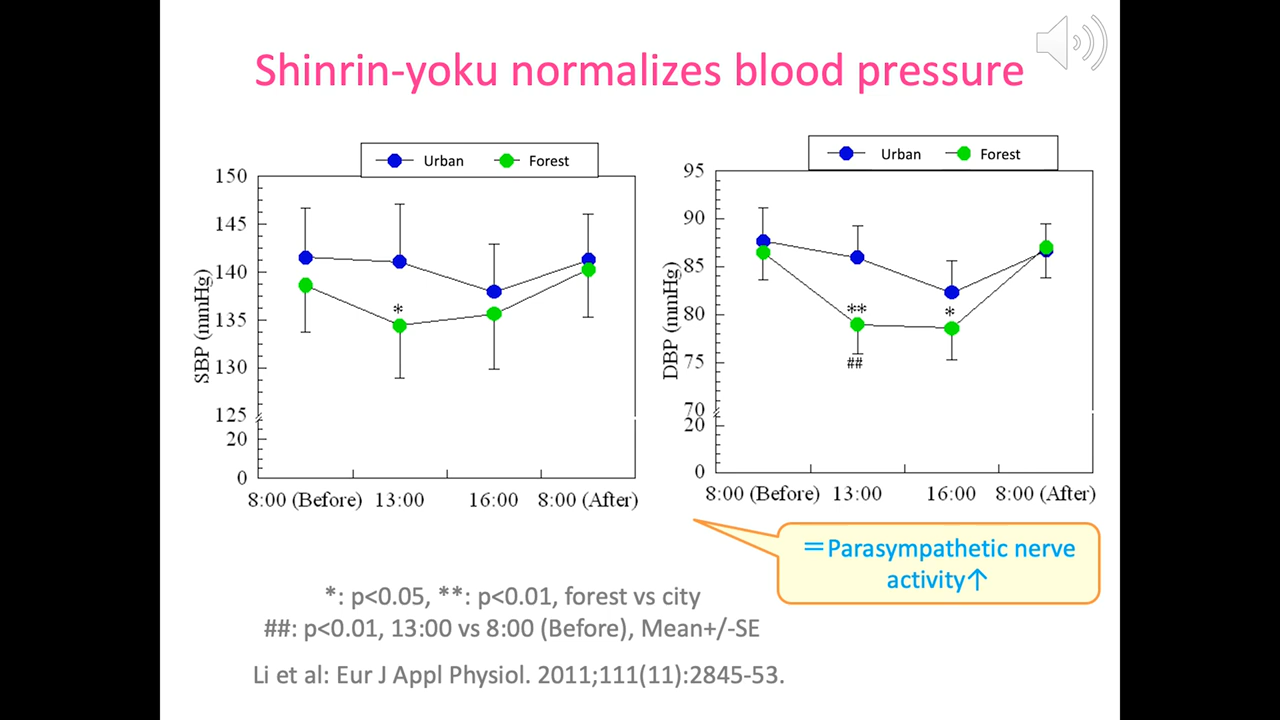 Shinrin-yoku normalizes blood pressure
Urban Forest
150
145
140
135
130
125
20
0
SBP (mmHg)
8:00 (Before) 13:00 16:00 8:00 (After)
*
Urban Forest
95
90
85
80
75
70
20
0
DBP (mmHg)
8:00 (Before) 13:00 16:00 8:00 (After)
**
*
##
=Parasympathetic nerve
activity↑
*: p<0.05, **: p<0.01, forest vs city
##: p<0.01, 13:00 vs 8:00 (Before), Mean+/-SE
Li et al: Eur J Appl Physiol. 2011;111(11):2845-53.